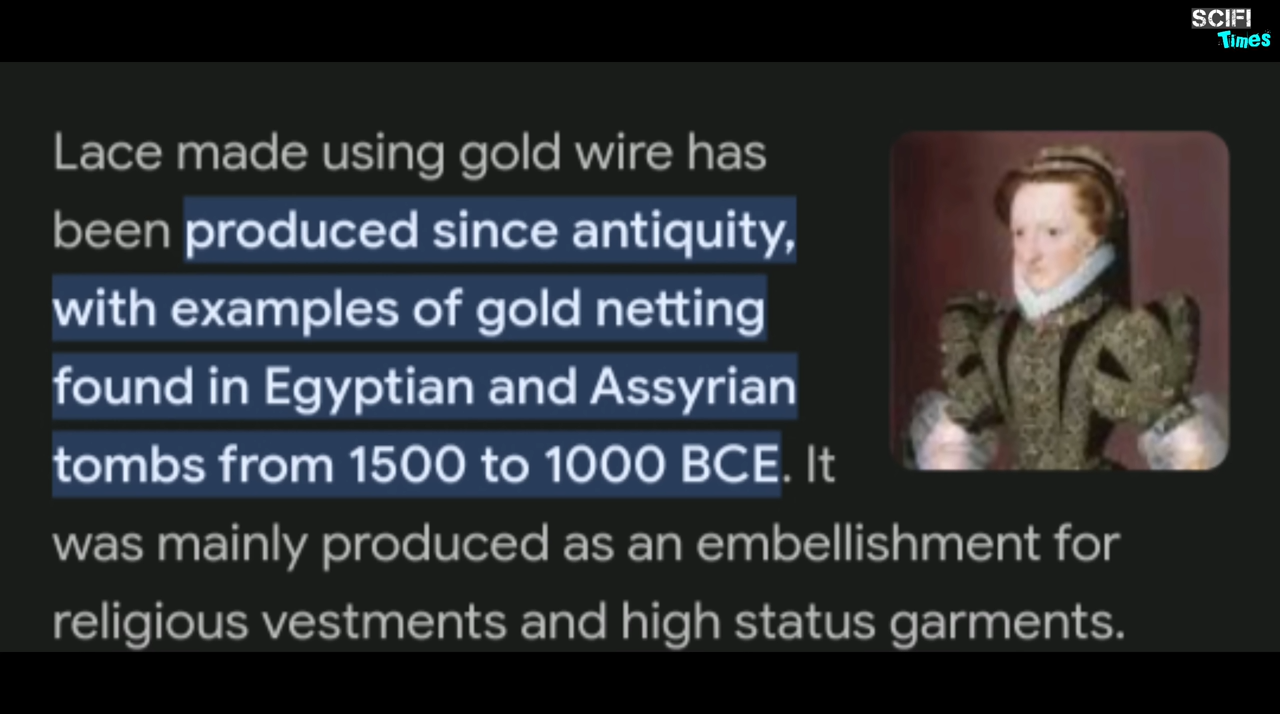 SCIFI
Times
Lace made using gold wire has
been produced since antiquity,
with examples of gold netting
found in Egyptian and Assyrian
tombs from 1500 to 1000 BCE. It
was mainly produced as an embellishment for
religious vestments and high status garments.